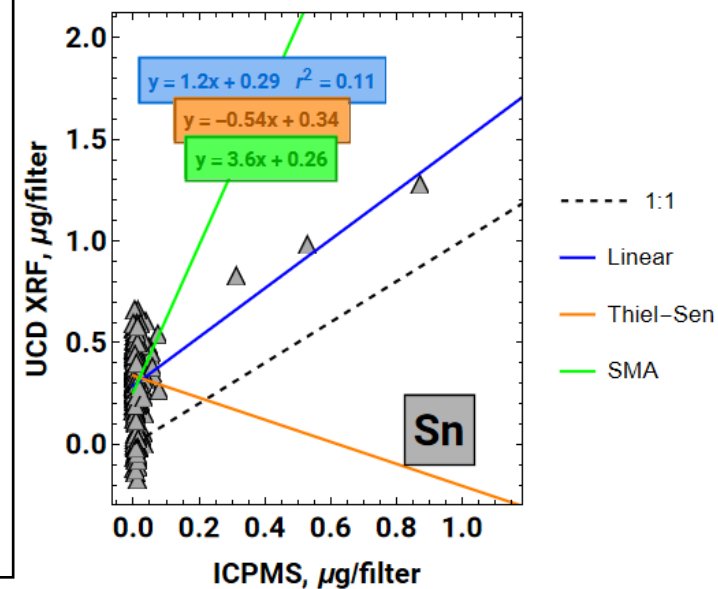 2.0
y = 1.2x + 0.29 r² = 0.11
y = −0.54x + 0.34
1.5
y = 3.6x + 0.26
1.0
0.5
0.0
UCD XRF, µg/filter
Sn
0.0 0.2 0.4 0.6 0.8 1.0
ICPMS, µg/filter
1:1
Linear
Thiel−Sen
SMA